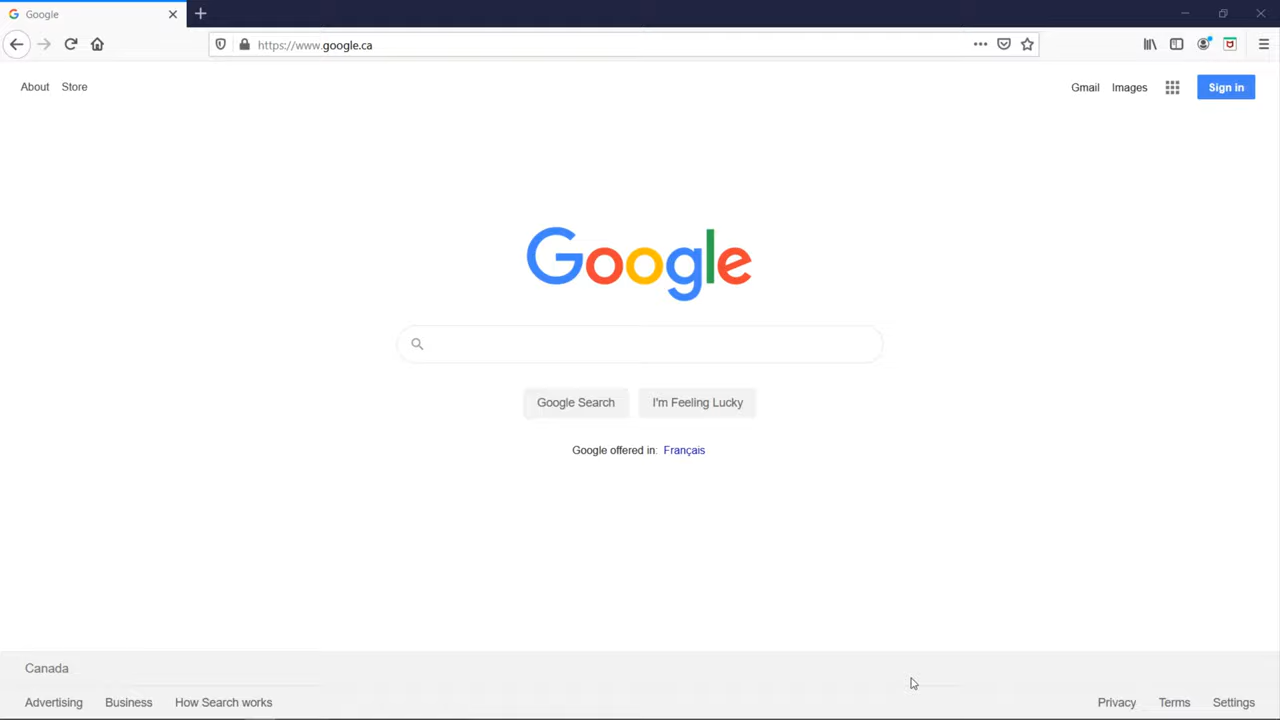 Google
https://www.google.ca
About Store
Gmail Images Sign in
Google
Google Search I'm Feeling Lucky
Google offered in: Français
Canada
Advertising Business How Search works
Privacy Terms Settings